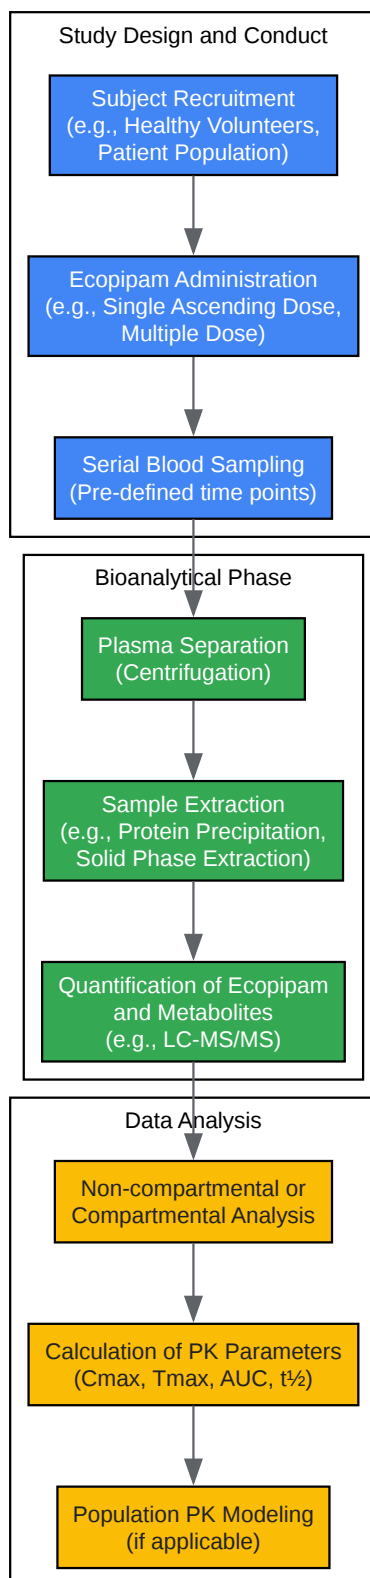 Study Design and Conduct
Subject Recruitment
(e.g., Healthy Volunteers,
Patient Population)
Ecopipam Administration
(e.g., Single Ascending Dose,
Multiple Dose)
Serial Blood Sampling
(Pre-defined time points)
Bioanalytical Phase
Plasma Separation
(Centrifugation)
Sample Extraction
(e.g., Protein Precipitation,
Solid Phase Extraction)
Quantification of Ecopipam
and Metabolites
(e.g., LC-MS/MS)
Data Analysis
Non-compartmental or
Compartmental Analysis
Calculation of PK Parameters
(Cmax, Tmax, AUC, t½)
Population PK Modeling
(if applicable)